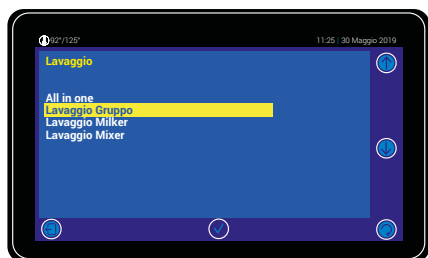 92°/125°
11:25 | 30 Maggio 2019
Lavaggio
All in one
Lavaggio Gruppo
Lavaggio Milker
Lavaggio Mixer